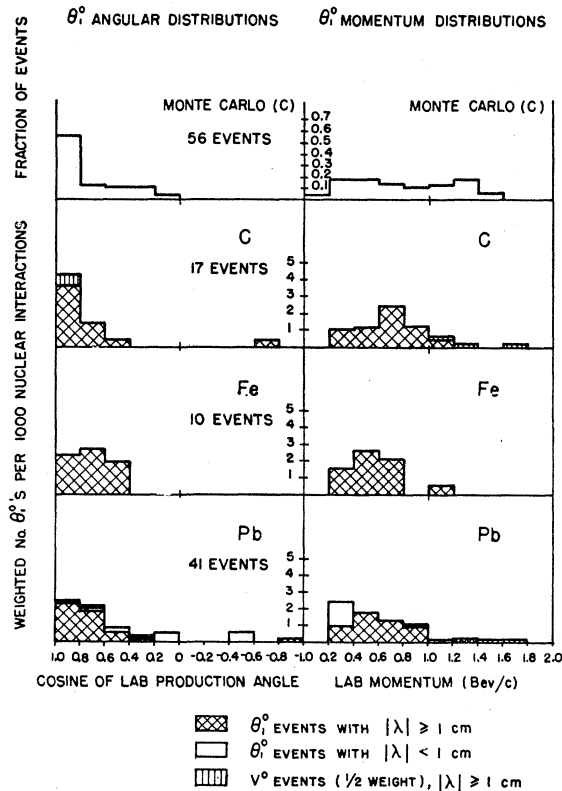 θ₁⁰ ANGULAR DISTRIBUTIONS
θ₁⁰ MOMENTUM DISTRIBUTIONS
FRACTION OF EVENTS
WEIGHTED No. θ₁⁰'S PER 1000 NUCLEAR INTERACTIONS
MONTE CARLO (C)
56 EVENTS
0.7
0.6
0.5
0.4
0.3
0.2
0.1
MONTE CARLO (C)
C
17 EVENTS
5
4
3
2
1
C
Fe
10 EVENTS
5
4
3
2
1
Fe
Pb
41 EVENTS
5
4
3
2
1
Pb
1.0 0.8 0.6 0.4 0.2 0 -0.2 -0.4 -0.6 -0.8 -1.0 0.2 0.4 0.6 0.8 1.0 1.2 1.4 1.6 1.8 2.0
COSINE OF LAB PRODUCTION ANGLE
LAB MOMENTUM (Bev/c)
θ₁⁰ EVENTS WITH |λ| ≥ 1 cm
θ₁⁰ EVENTS WITH |λ| < 1 cm
V⁰ EVENTS (1/2 WEIGHT), |λ| ≥ 1 cm